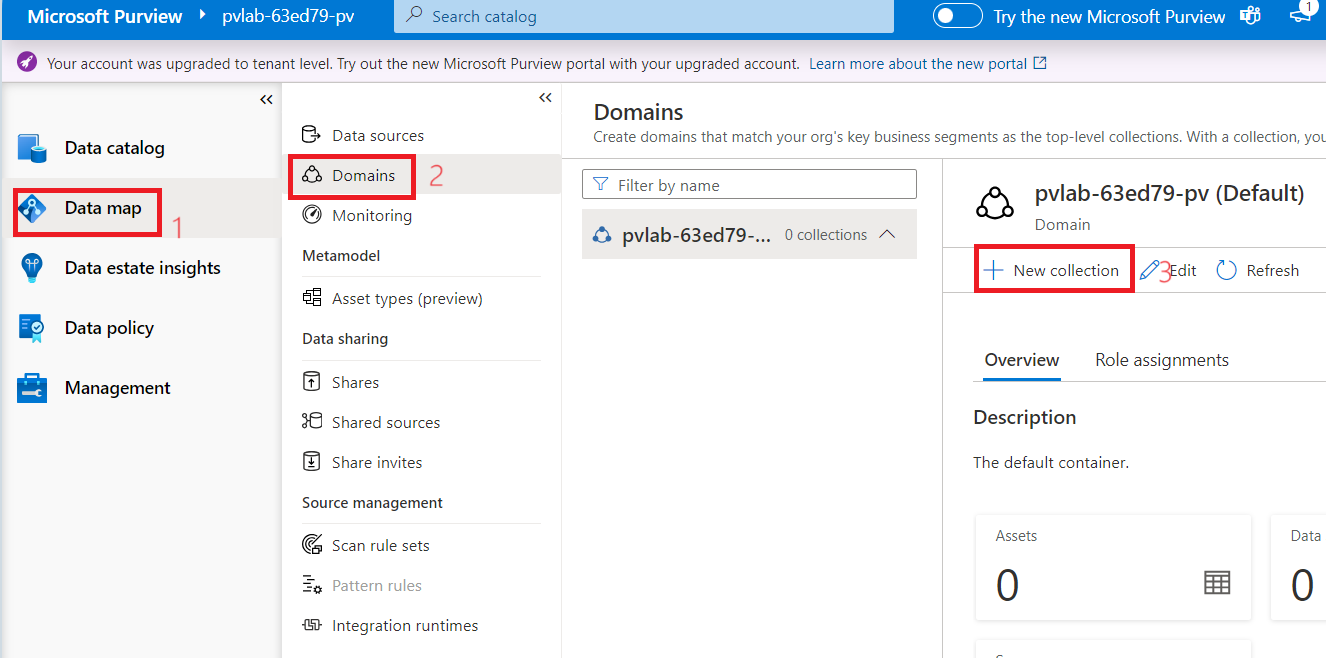 Microsoft Purview pvlab-63ed79-pv Search catalog Try the new Microsoft Purview 1
Your account was upgraded to tenant level. Try out the new Microsoft Purview portal with your upgraded account. Learn more about the new portal
Data catalog
Data map 1
Data estate insights
Data policy
Management
Data sources
Domains 2
Monitoring
Metamodel
Asset types (preview)
Data sharing
Shares
Shared sources
Share invites
Source management
Scan rule sets
Pattern rules
Integration runtimes
Domains
Create domains that match your org's key business segments as the top-level collections. With a collection, you
Filter by name
pvlab-63ed79-... 0 collections
pvlab-63ed79-pv (Default)
Domain
New collection 3 Edit Refresh
Overview Role assignments
Description
The default container.
Assets
0
Data
0